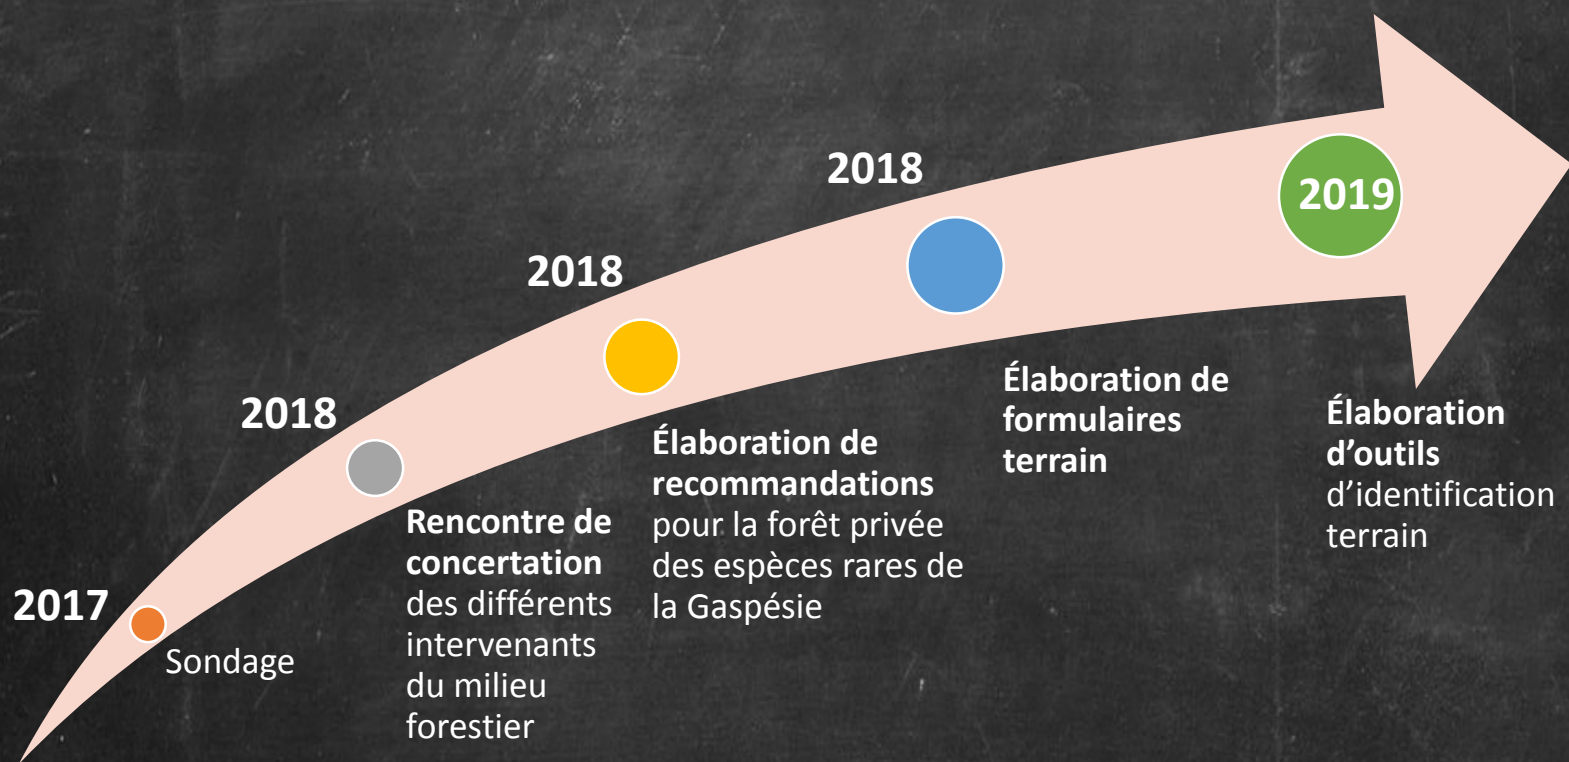 2017
Sondage
2018
Rencontre de
concertation
des différents
intervenants
du milieu
forestier
2018
Élaboration de
recommandations
pour la forêt privée
des espèces rares de
la Gaspésie
2018
Élaboration de
formulaires
terrain
2019
Élaboration
d’outils
d’identification
terrain